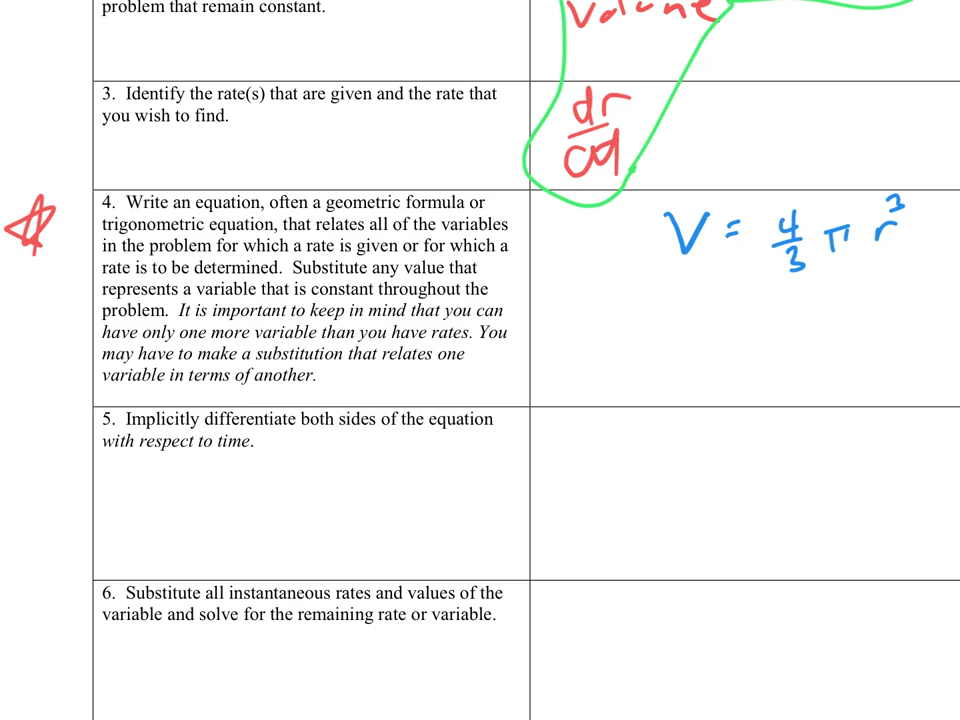 problem that remain constant.
Volume
3. Identify the rate(s) that are given and the rate that
you wish to find.
dr
4. Write an equation, often a geometric formula or
trigonometric equation, that relates all of the variables
in the problem for which a rate is given or for which a
rate is to be determined. Substitute any value that
represents a variable that is constant throughout the
problem. It is important to keep in mind that you can
have only one more variable than you have rates. You
may have to make a substitution that relates one
variable in terms of another.
V = 4/3 π r³
5. Implicitly differentiate both sides of the equation
with respect to time.
6. Substitute all instantaneous rates and values of the
variable and solve for the remaining rate or variable.